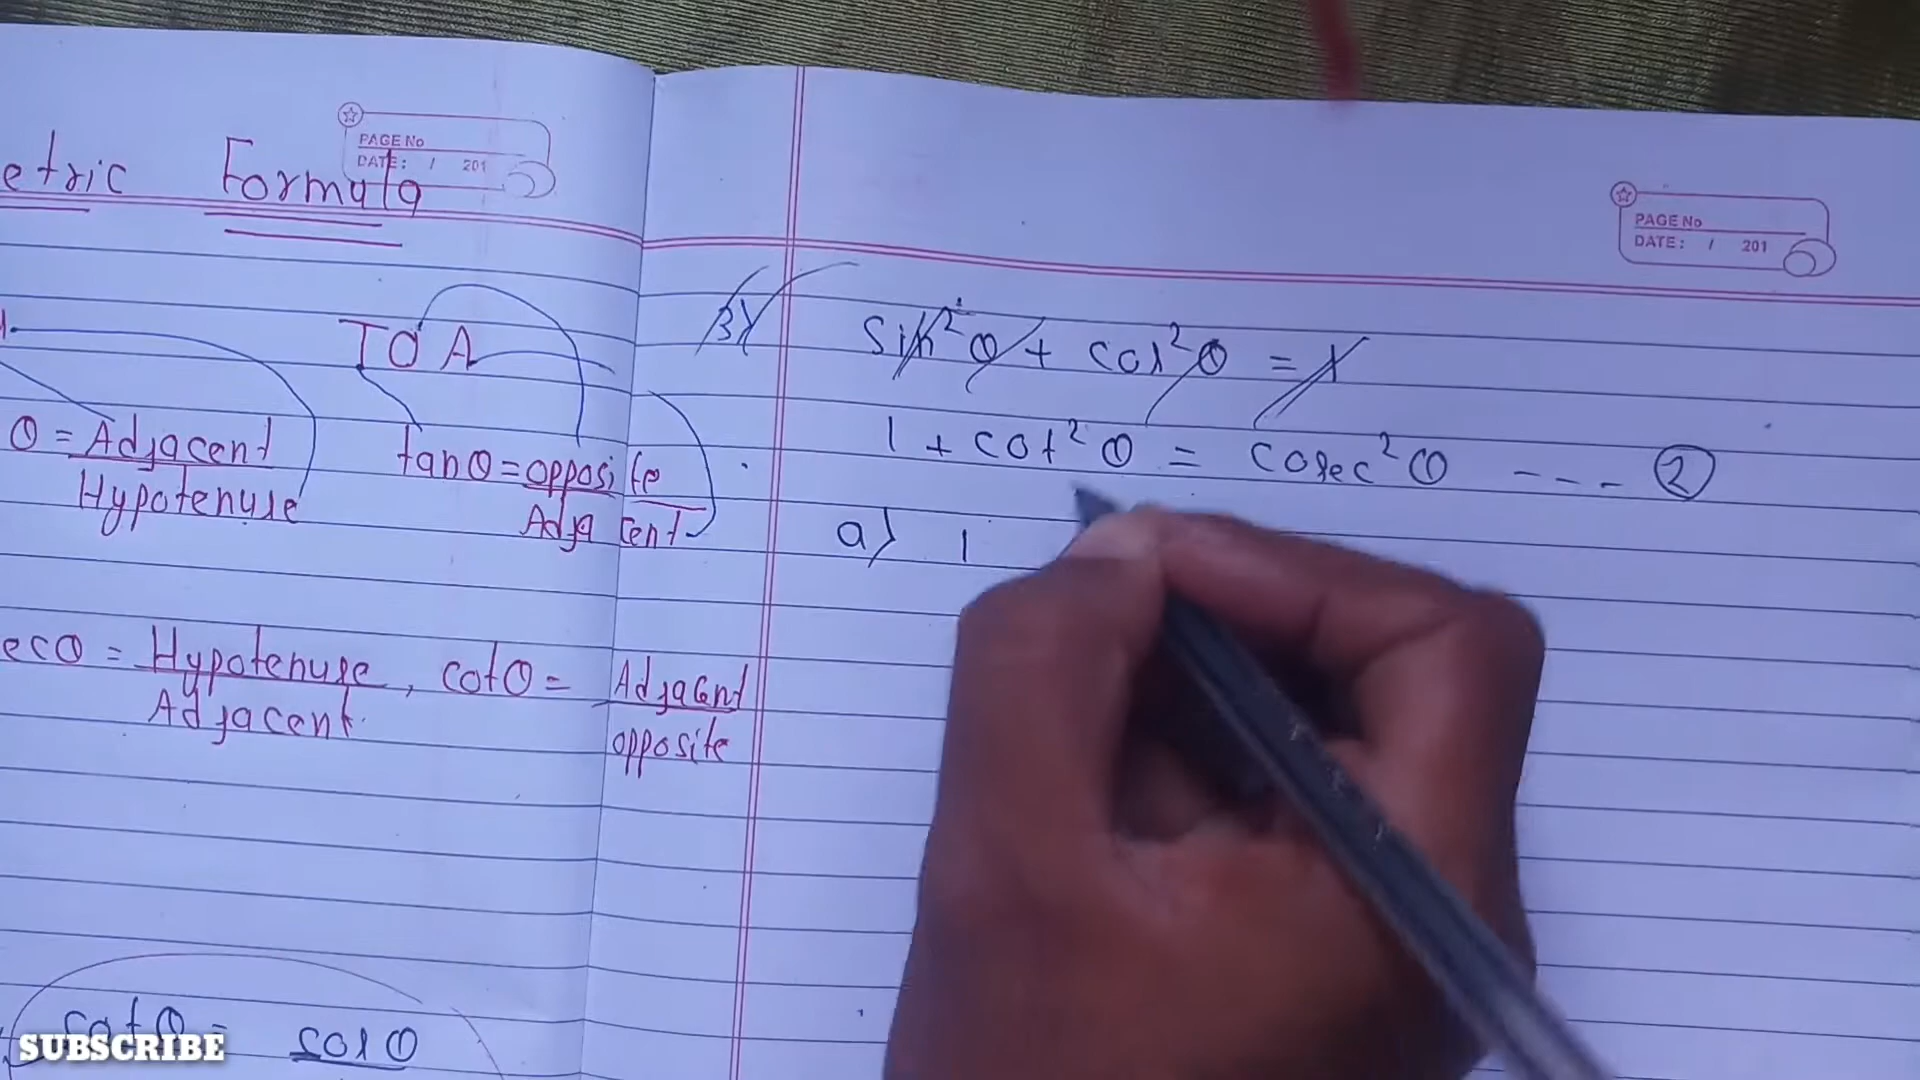 etric Formula
PAGE No
DATE: / 201
TOA
θ = Adjacent
Hypotenuse
tanθ = opposite
Adjacent
ecθ = Hypotenuse, cotθ = Adjacent
Adjacent.
opposite
cotθ = cosθ
SUBSCRIBE
PAGE No
DATE: / 201
B)
Sin²θ + cos²θ = 1
1 + cot²θ = cosec²θ ---- ②
a) 1